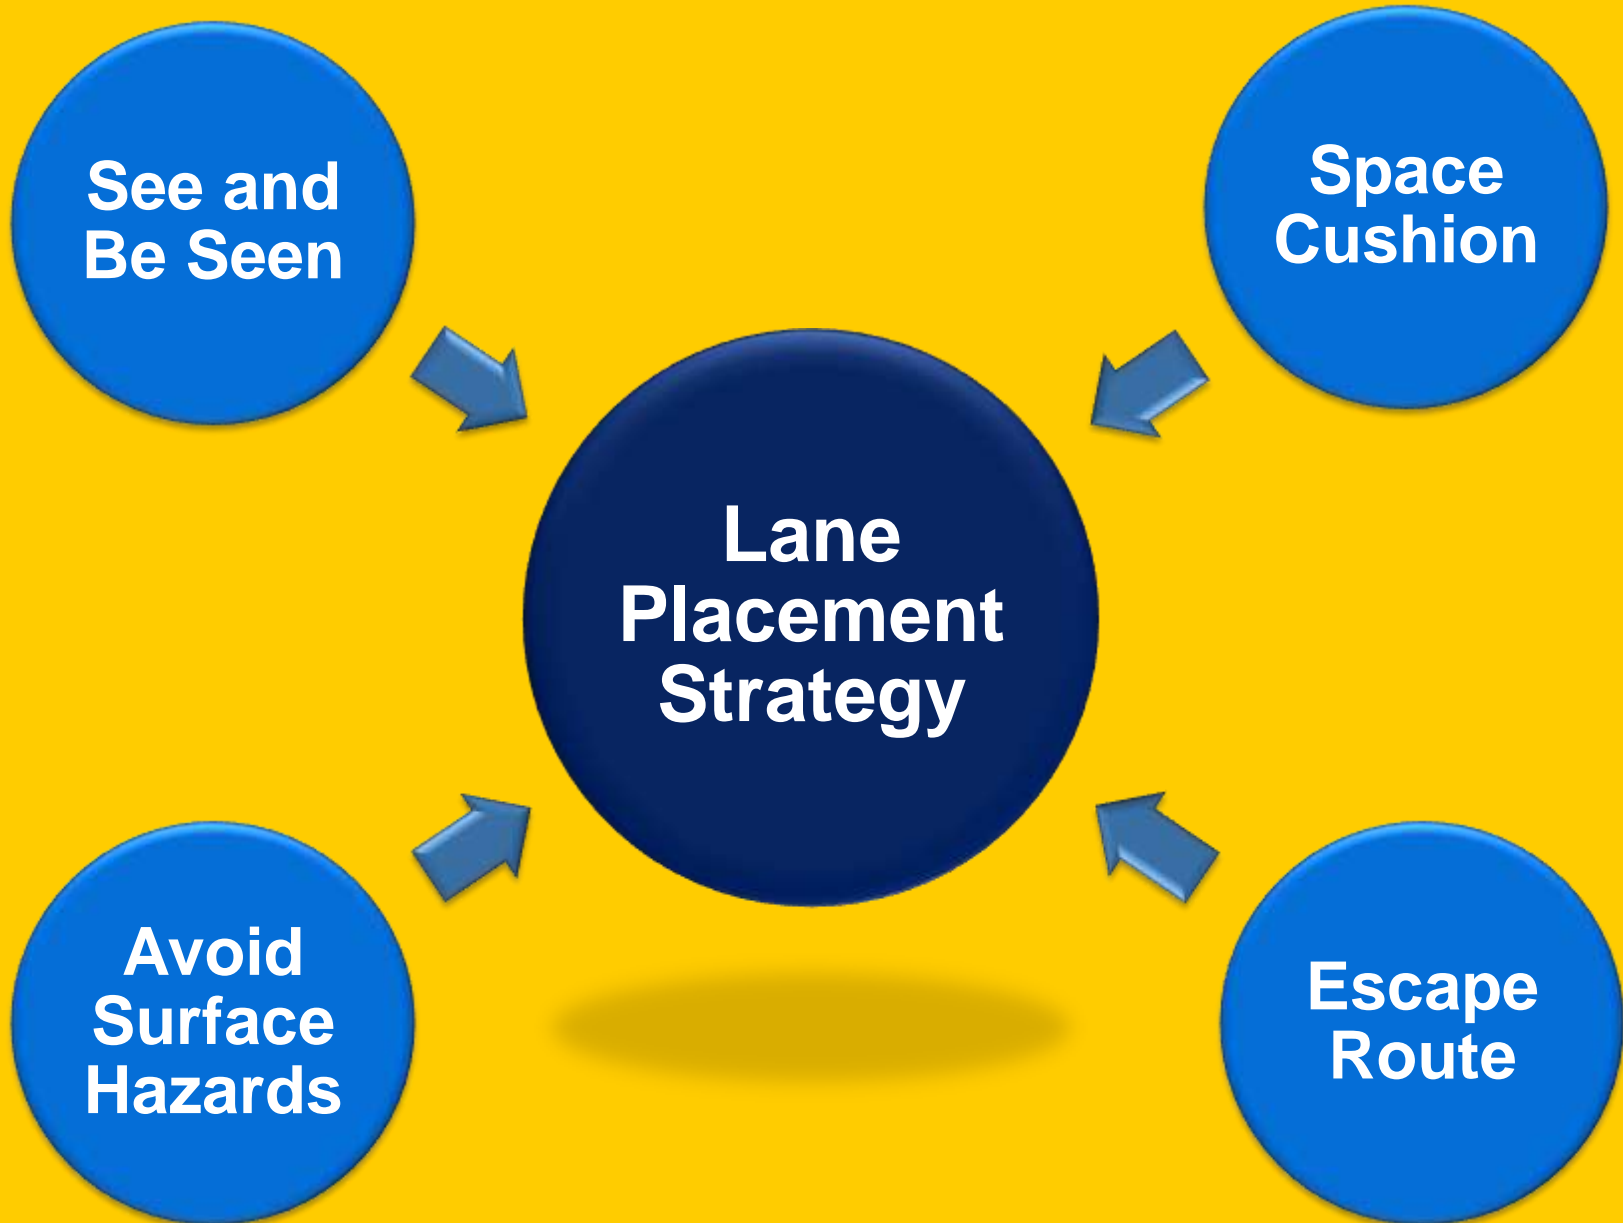 See and
Be Seen
Space
Cushion
Lane
Placement
Strategy
Avoid
Surface
Hazards
Escape
Route